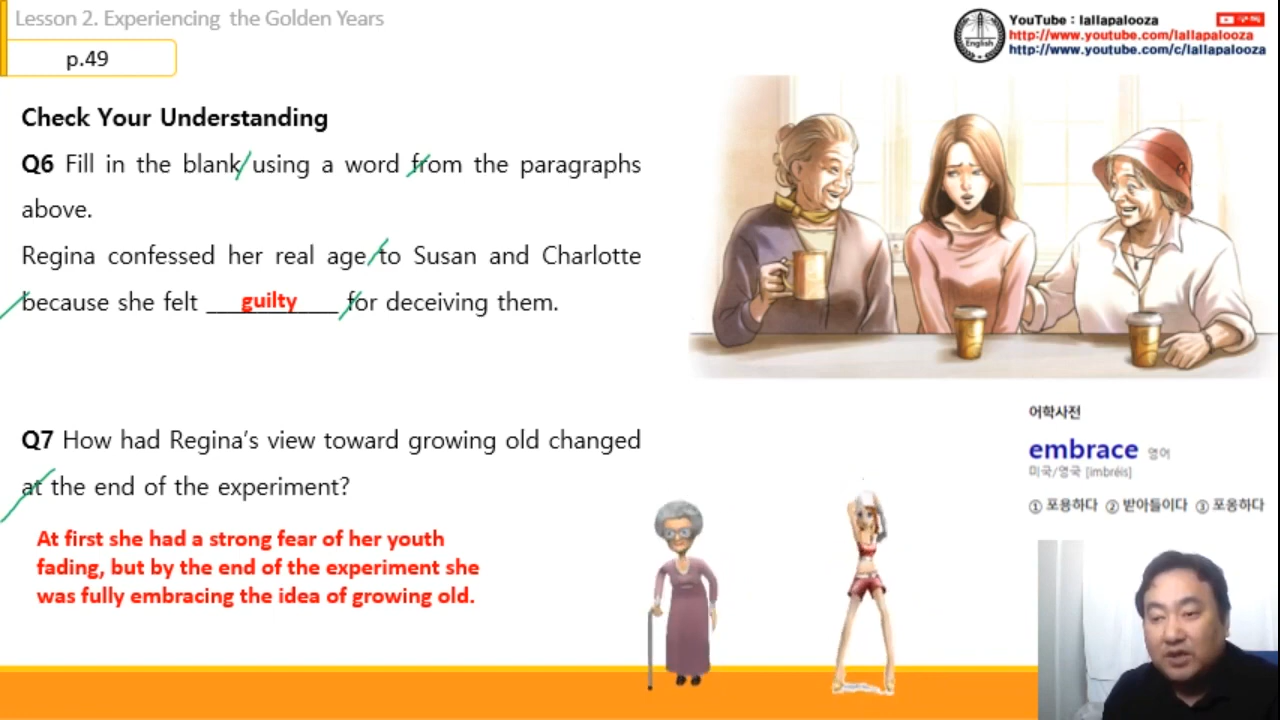 Lesson 2. Experiencing the Golden Years
p.49
YouTube : lallapalooza
http://www.youtube.com/lallapalooza
http://www.youtube.com/c/lallapalooza
English
Check Your Understanding
Q6 Fill in the blank using a word from the paragraphs
above.
Regina confessed her real age to Susan and Charlotte
because she felt guilty for deceiving them.
Q7 How had Regina's view toward growing old changed
at the end of the experiment?
At first she had a strong fear of her youth
fading, but by the end of the experiment she
was fully embracing the idea of growing old.
어학사전
embrace 영어
미국/영국 [imbréis]
① 포용하다 ② 받아들이다 ③ 포옹하다